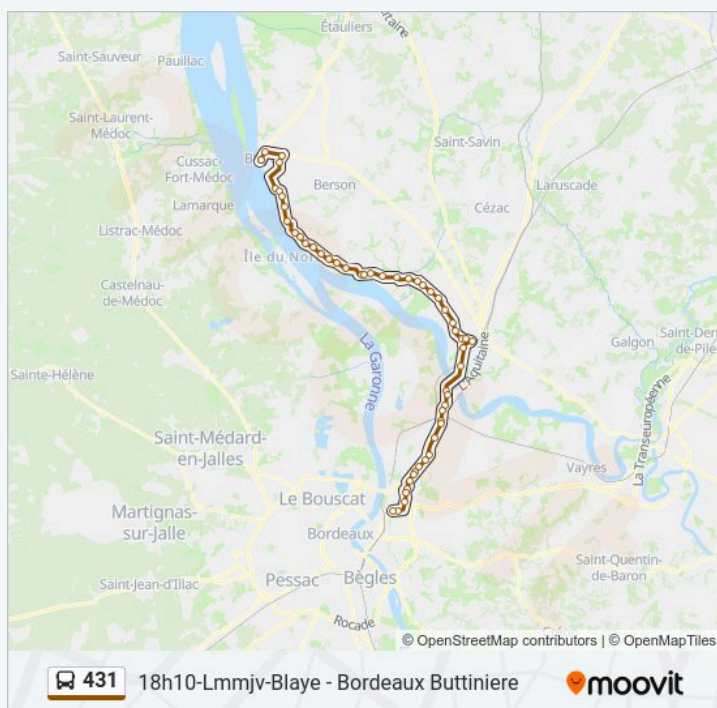 Étauliers
Saint-Sauveur
Pauillac
Saint-Laurent-
Médoc
Saint-Savin
Cussac-
Fort-Médoc
Berson
Laruscade
Lamarque
Cézac
Listrac-Médoc
Île du Nor
Castelnau-
de-Médoc
La Garonne
L'Aquitaine
Saint-Den
de-Pile
Galgon
Sainte-Hélène
La Transeuropéenne
Saint-Médard-
en-Jalles
Vayres
Le Bouscat
Martignas-
sur-Jalle
Bordeaux
Saint-Jean-d'Illac
Pessac
Bègles
Saint-Quentin-
de-Baron
Rocade
© OpenStreetMap contributors | © OpenMapTiles
431 18h10-Lmmjv-Blaye - Bordeaux Buttiniere moovit